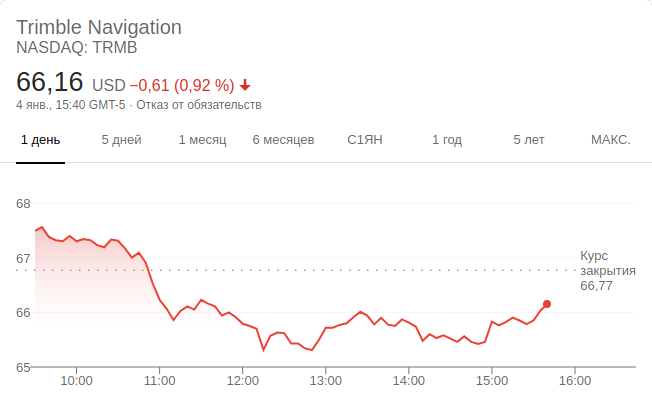 Trimble Navigation
NASDAQ: TRMB
66,16 USD −0,61 (0,92 %)
4 янв., 15:40 GMT-5 · Отказ от обязательств
1 день 5 дней 1 месяц 6 месяцев С1ЯН 1 год 5 лет МАКС.
68
67
66
65
Курс
закрытия
66,77
10:00 11:00 12:00 13:00 14:00 15:00 16:00